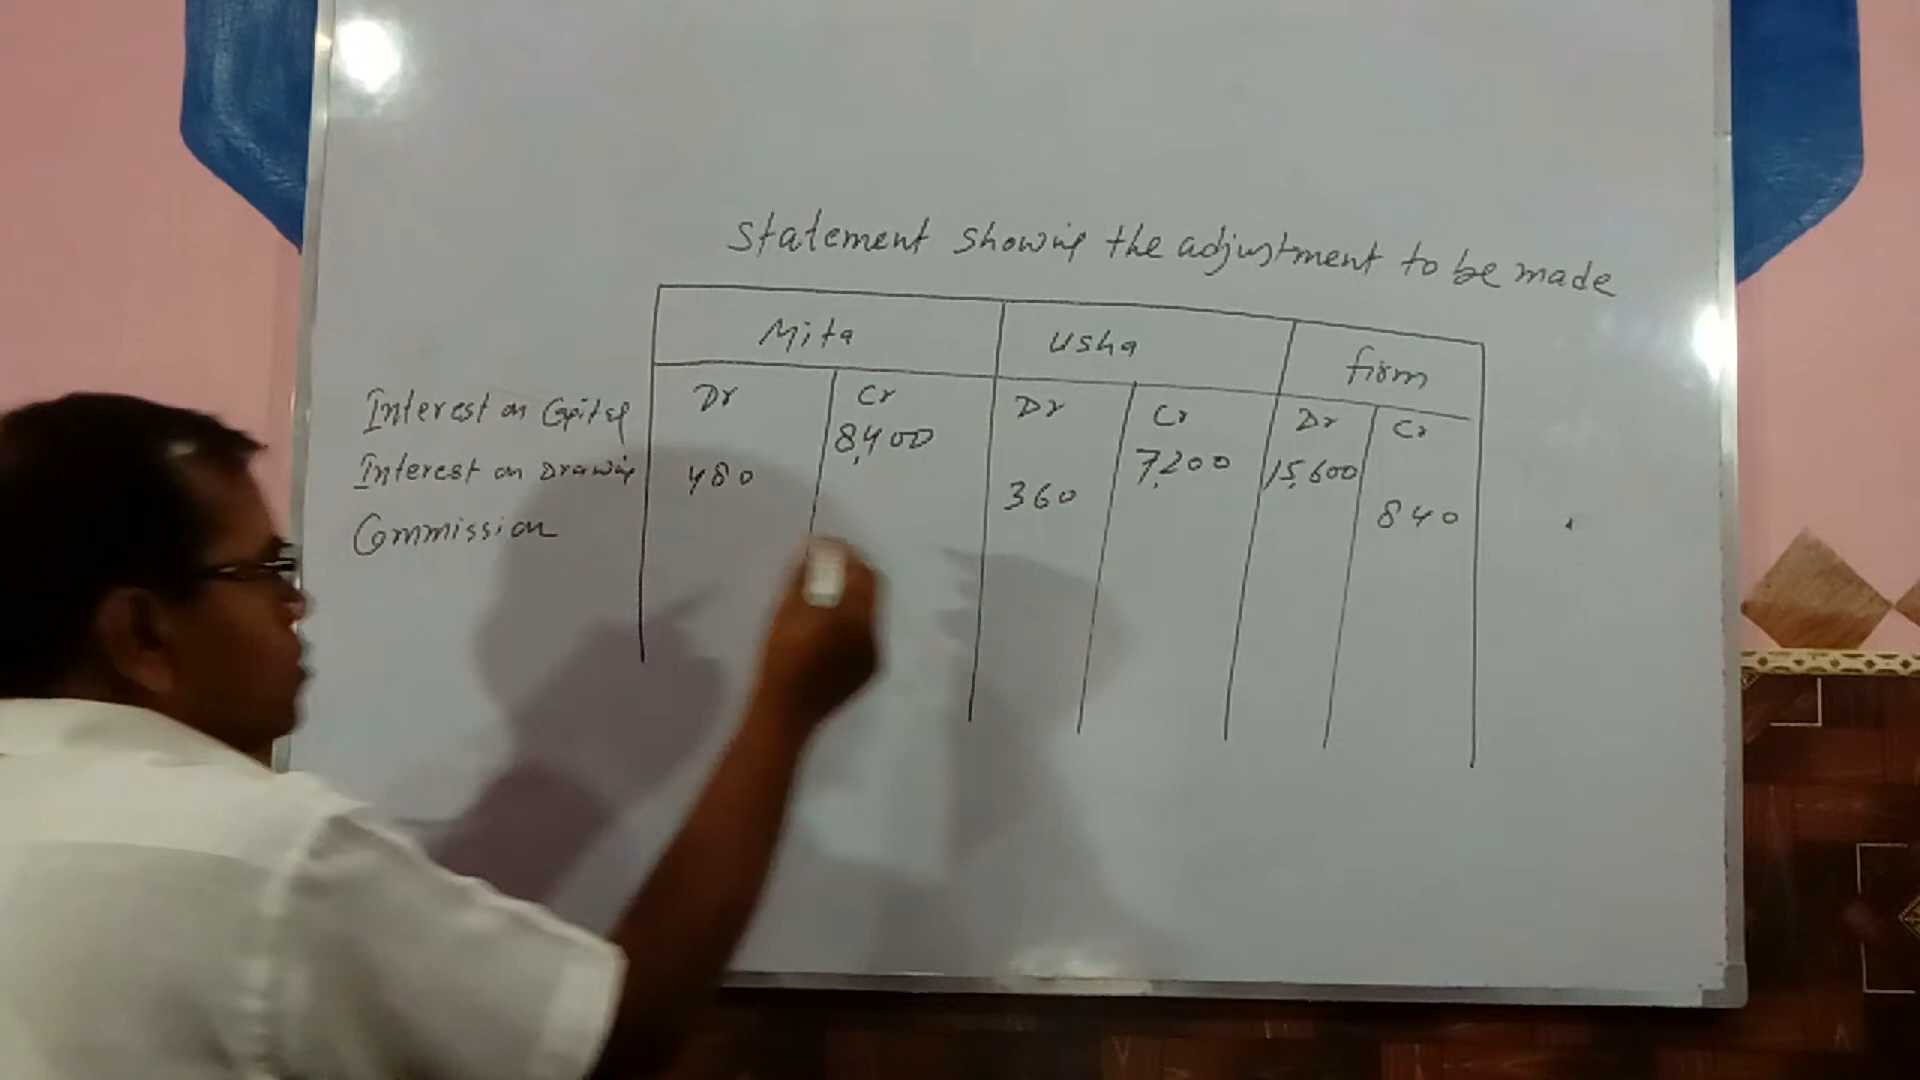 Statement showing the adjustment to be made
Mita Usha firm
Dr Cr Dr Cr Dr Cr
Interest on Capital 8,400 7,200 15,600
Interest on Drawing 480 360 840
Commission